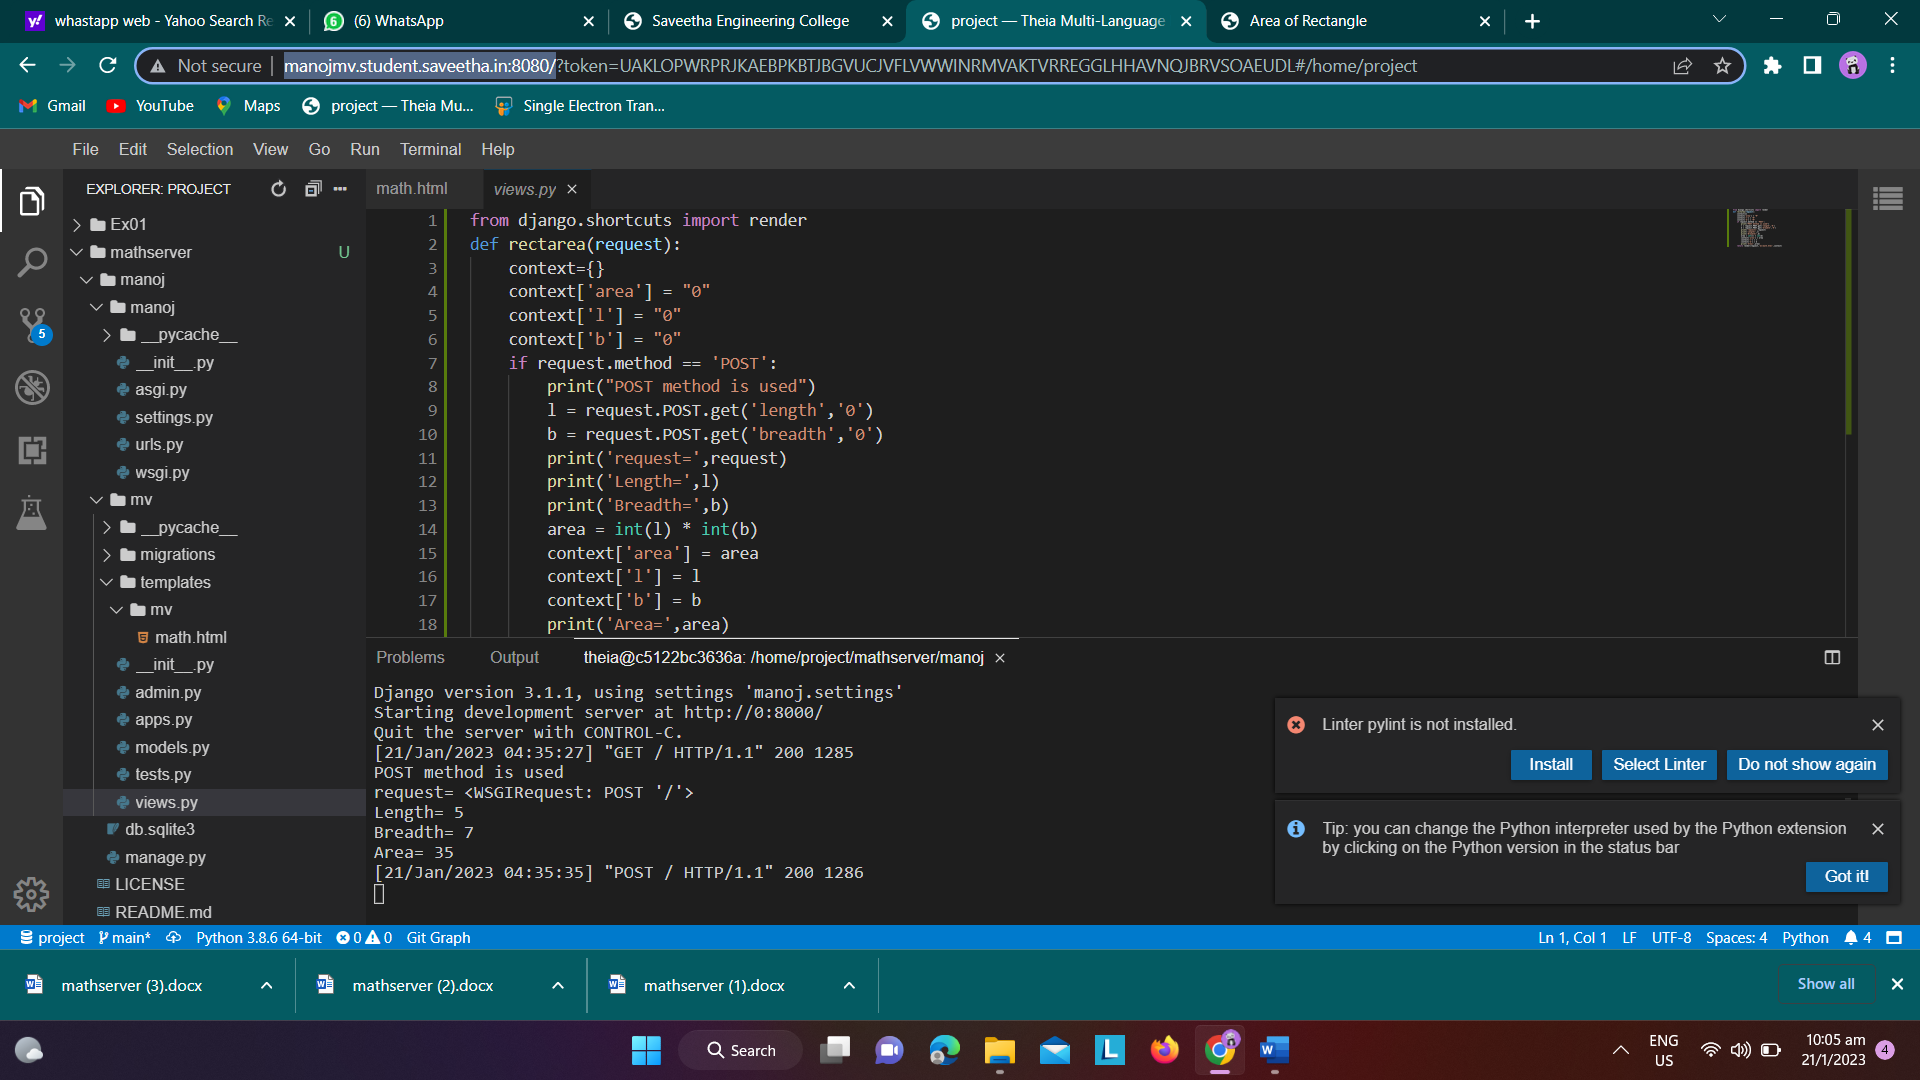 whastapp web - Yahoo Search Re
(6) WhatsApp
Saveetha Engineering College
project — Theia Multi-Language
Area of Rectangle
Not secure
manojmv.student.saveetha.in:8080/?token=UAKLOPWRPRJKAEBPKBTJBGVUCJVFLVWWINRMVAKTVRREGGLHHAVNQJBRVSOAEUDL#/home/project
Gmail
YouTube
Maps
project — Theia Mu...
Single Electron Tran...
File Edit Selection View Go Run Terminal Help
EXPLORER: PROJECT
Ex01
mathserver U
manoj
manoj
__pycache__
__init__.py
asgi.py
settings.py
urls.py
wsgi.py
mv
__pycache__
migrations
templates
mv
math.html
__init__.py
admin.py
apps.py
models.py
tests.py
views.py
db.sqlite3
manage.py
LICENSE
README.md
5
math.html
views.py
1 from django.shortcuts import render
2 def rectarea(request):
3 context={}
4 context['area'] = "0"
5 context['l'] = "0"
6 context['b'] = "0"
7 if request.method == 'POST':
8 print("POST method is used")
9 l = request.POST.get('length','0')
10 b = request.POST.get('breadth','0')
11 print('request=',request)
12 print('Length=',l)
13 print('Breadth=',b)
14 area = int(l) * int(b)
15 context['area'] = area
16 context['l'] = l
17 context['b'] = b
18 print('Area=',area)
Problems
Output
theia@c5122bc3636a: /home/project/mathserver/manoj
Django version 3.1.1, using settings 'manoj.settings'
Starting development server at http://0:8000/
Quit the server with CONTROL-C.
[21/Jan/2023 04:35:27] "GET / HTTP/1.1" 200 1285
POST method is used
request= <WSGIRequest: POST '/'>
Length= 5
Breadth= 7
Area= 35
[21/Jan/2023 04:35:35] "POST / HTTP/1.1" 200 1286
Linter pylint is not installed.
Install
Select Linter
Do not show again
Tip: you can change the Python interpreter used by the Python extension
by clicking on the Python version in the status bar
Got it!
project
main*
Python 3.8.6 64-bit
0 0
Git Graph
Ln 1, Col 1
LF
UTF-8
Spaces: 4
Python
4
mathserver (3).docx
mathserver (2).docx
mathserver (1).docx
Show all
Search
ENG
US
10:05 am
21/1/2023
4